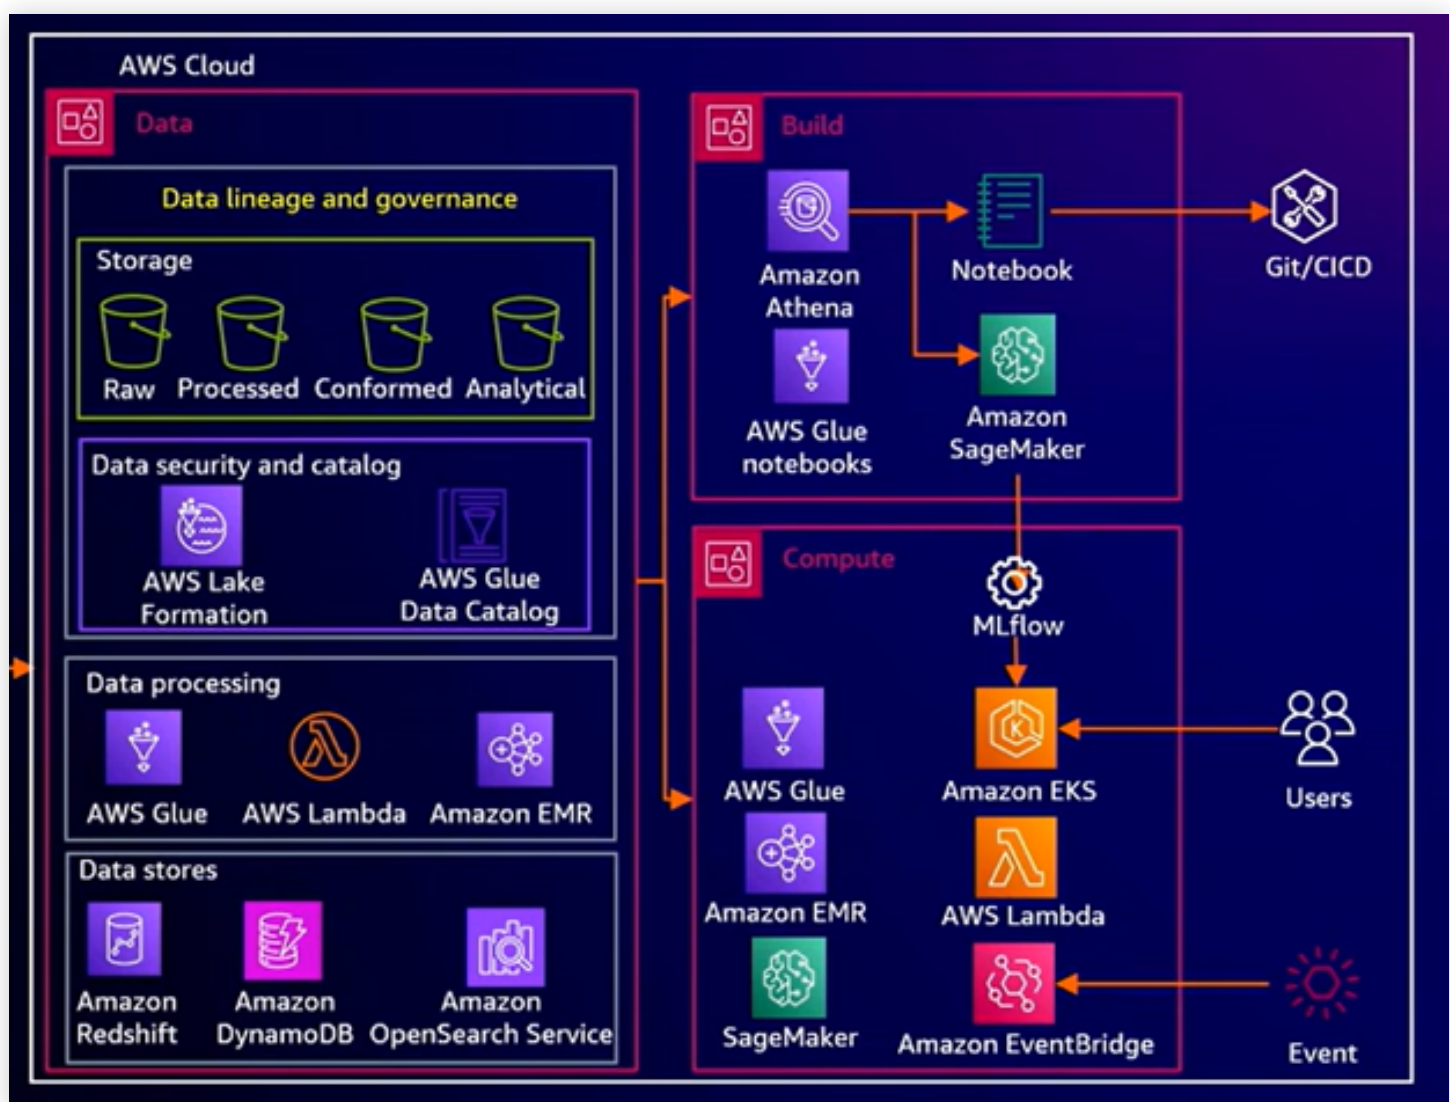 AWS Cloud
Data
Data lineage and governance
Storage
Raw
Processed
Conformed
Analytical
Data security and catalog
AWS Lake
Formation
AWS Glue
Data Catalog
Data processing
AWS Glue
AWS Lambda
Amazon EMR
Data stores
Amazon
Redshift
Amazon
DynamoDB
Amazon
OpenSearch Service
Build
Amazon
Athena
Notebook
Git/CICD
AWS Glue
notebooks
Amazon
SageMaker
Compute
MLflow
AWS Glue
Amazon EKS
Users
Amazon EMR
AWS Lambda
SageMaker
Amazon EventBridge
Event